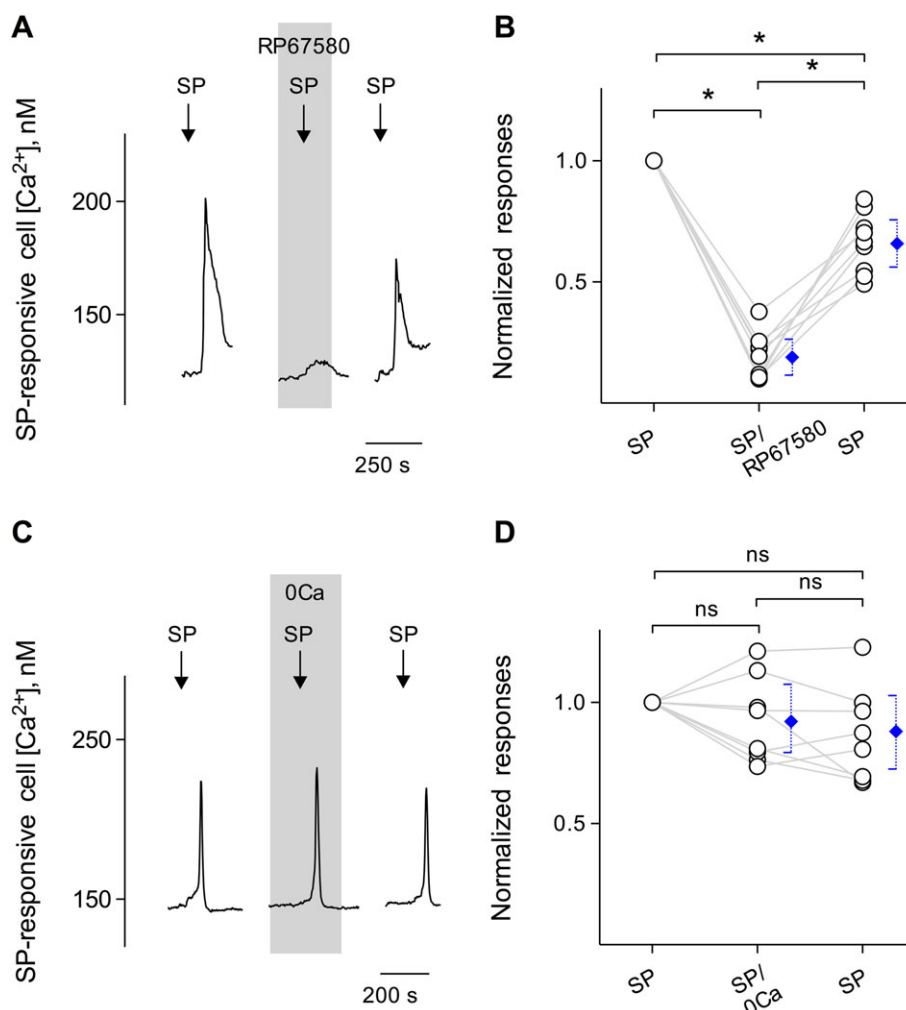 A
RP67580
SP SP SP
SP-responsive cell [Ca²⁺], nM
200
150
250 s
B
* 
* *
Normalized responses
1.0
0.5
SP SP/ RP67580 SP
C
0Ca
SP SP SP
SP-responsive cell [Ca²⁺], nM
250
150
200 s
D
ns
ns ns
Normalized responses
1.0
0.5
SP SP/ 0Ca SP